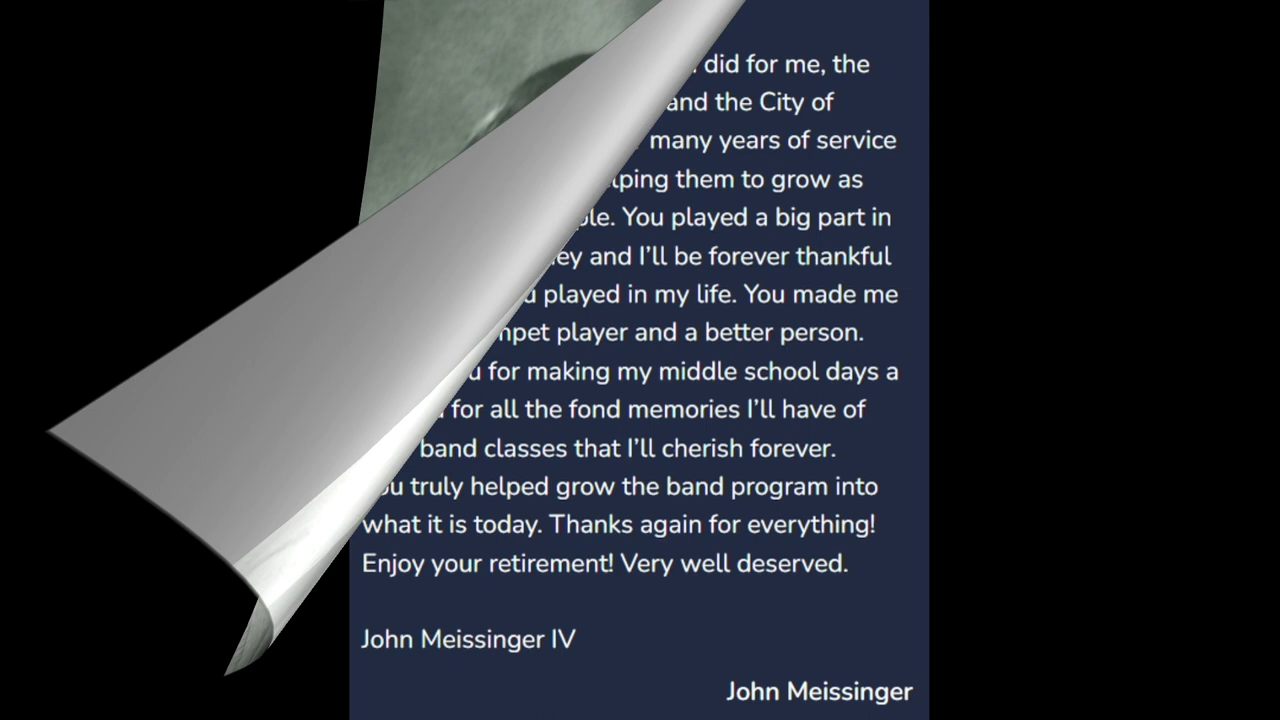 did for me, the
and the City of
many years of service
them to grow as
You played a big part in
and I’ll be forever thankful
played in my life. You made me
player and a better person.
for making my middle school days a
for all the fond memories I’ll have of
band classes that I’ll cherish forever.
truly helped grow the band program into
what it is today. Thanks again for everything!
Enjoy your retirement! Very well deserved.
John Meissinger IV
John Meissinger